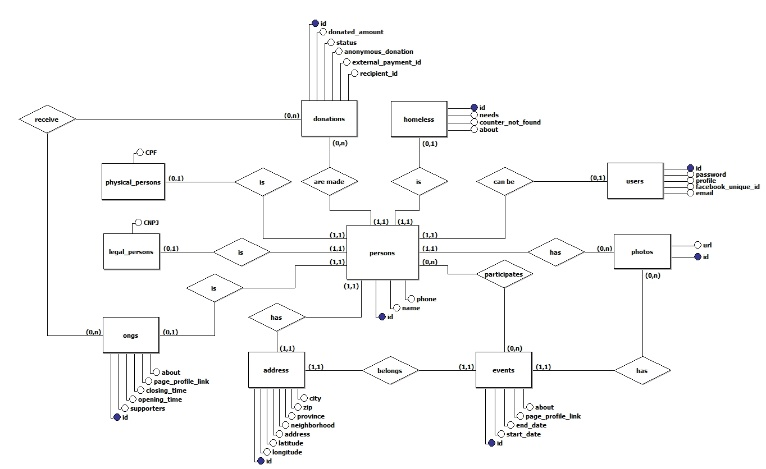 id
donated_amount
status
anonymous_donation
external_payment_id
recipient_id
receive
(0,n)
donations
homeless
id
needs
counter_not_found
about
(0,n)
(0,1)
CPF
physical_persons
(0,1)
is
are made
is
can be
(0,1)
users
id
password
profile
facebook_unique_id
email
CNPJ
(1,1)
(1,1)
(1,1)
(1,1)
legal_persons
(0,1)
is
(1,1)
persons
(1,1)
has
(0,n)
photos
url
id
is
(1,1)
(0,n)
participates
(0,n)
(1,1)
phone
name
id
has
(0,n)
ongs
(0,1)
(1,1)
(0,n)
address
(1,1)
belongs
(1,1)
events
(1,1)
has
about
page_profile_link
closing_time
opening_time
supporters
id
city
zip
province
neighborhood
address
latitude
longitude
id
about
page_profile_link
end_date
start_date
id